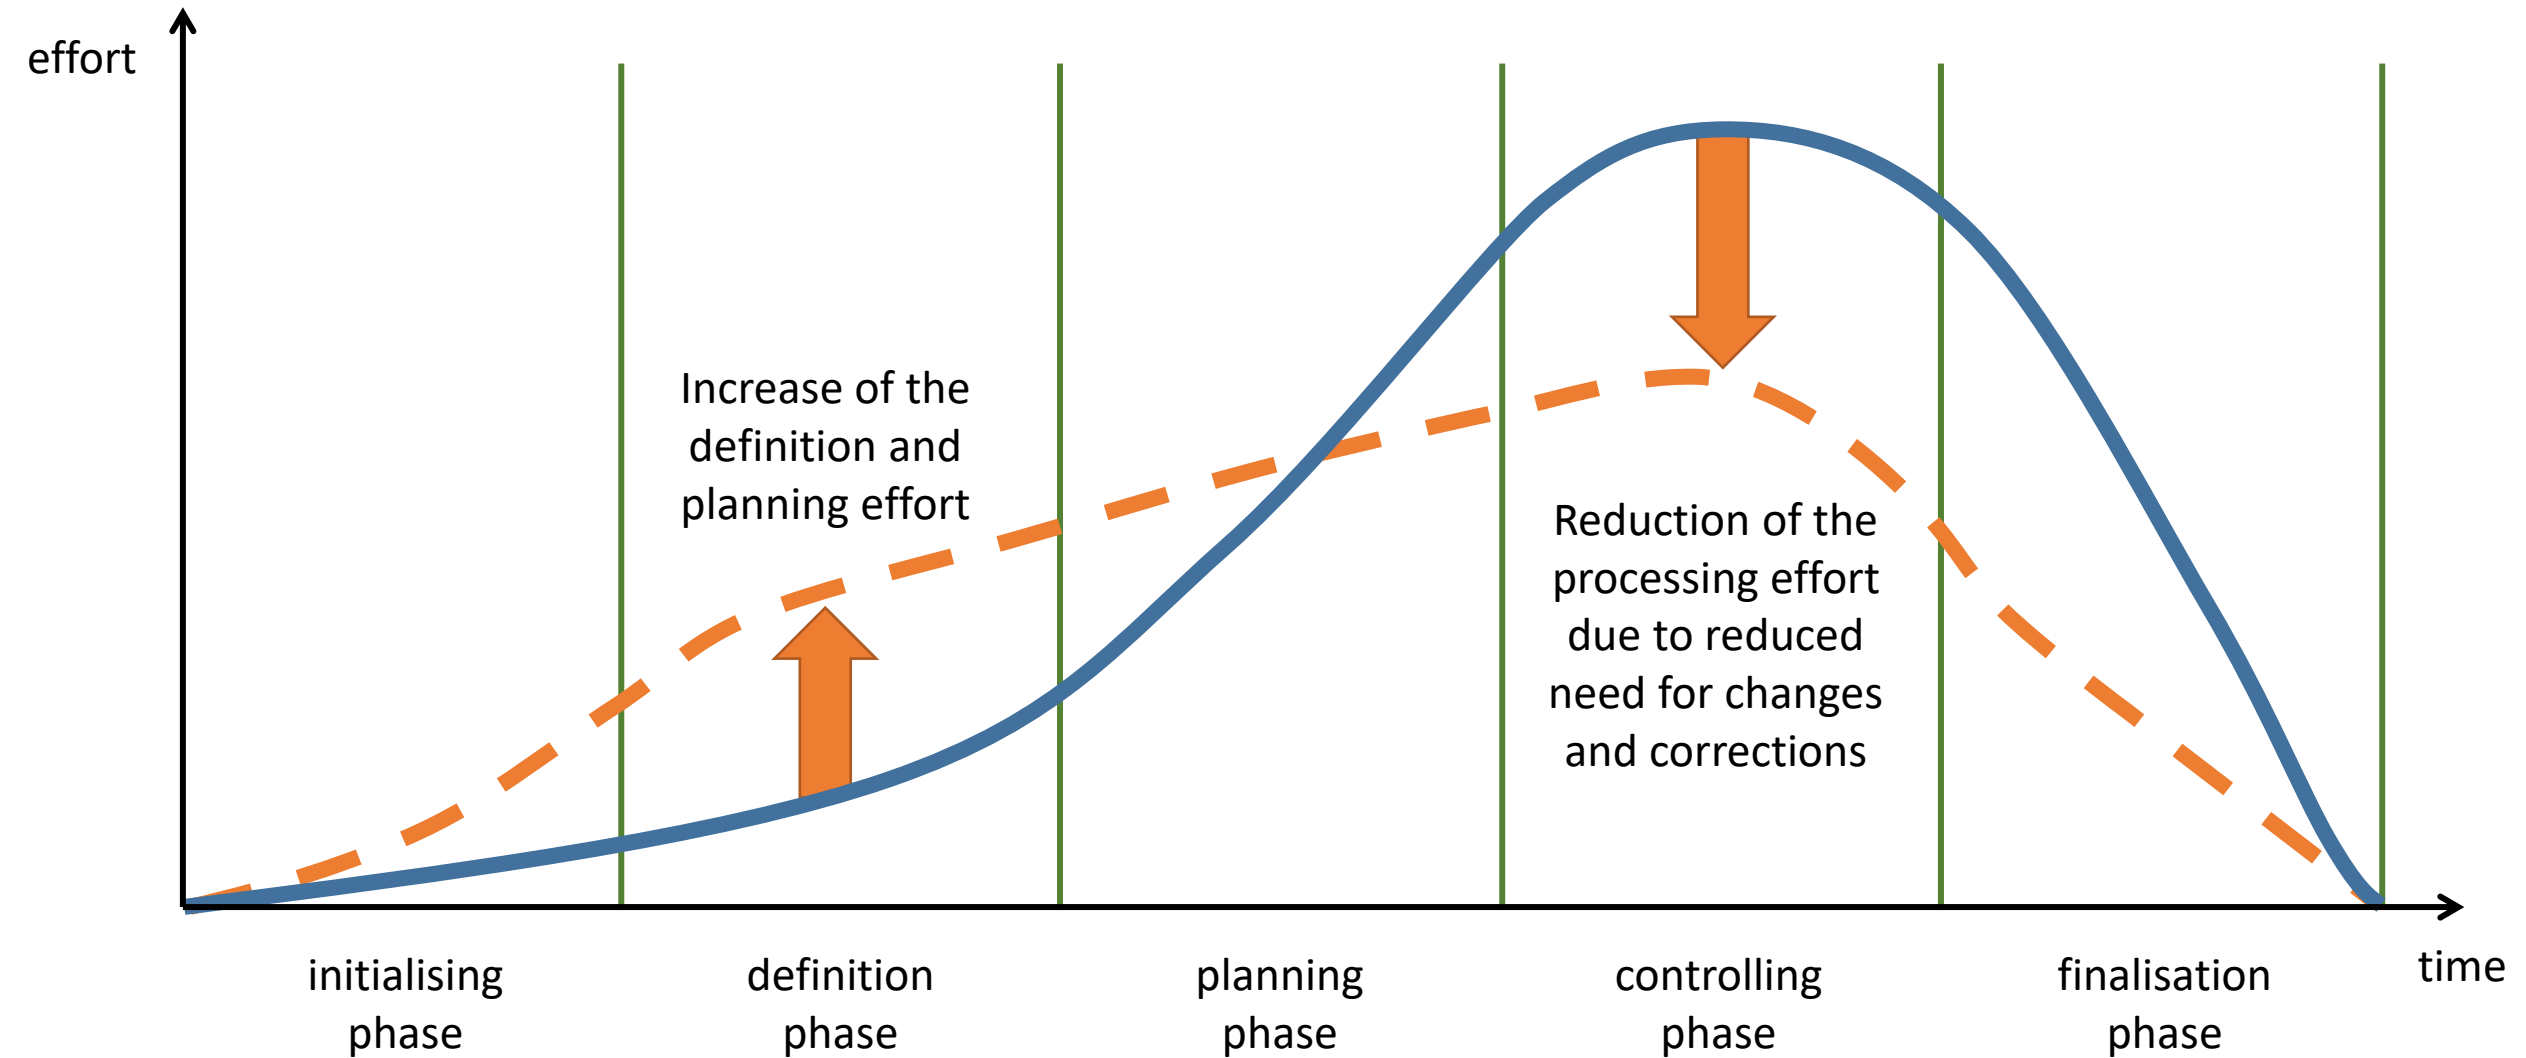 effort
Increase of the
definition and
planning effort
Reduction of the
processing effort
due to reduced
need for changes
and corrections
initialising
phase
definition
phase
planning
phase
controlling
phase
finalisation
phase
time